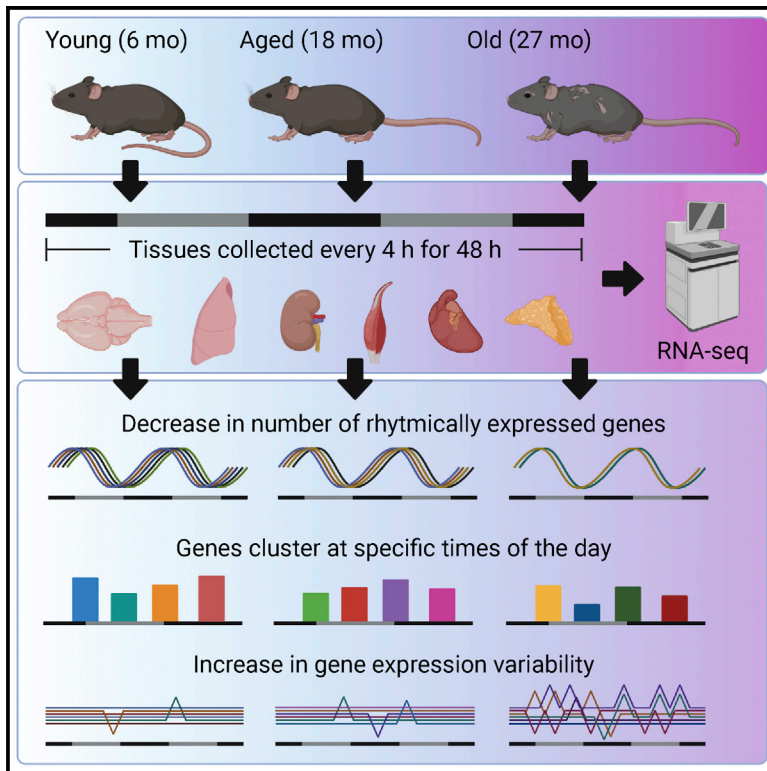 Young (6 mo)
Aged (18 mo)
Old (27 mo)
Tissues collected every 4 h for 48 h
RNA-seq
Decrease in number of rhytmically expressed genes
Genes cluster at specific times of the day
Increase in gene expression variability